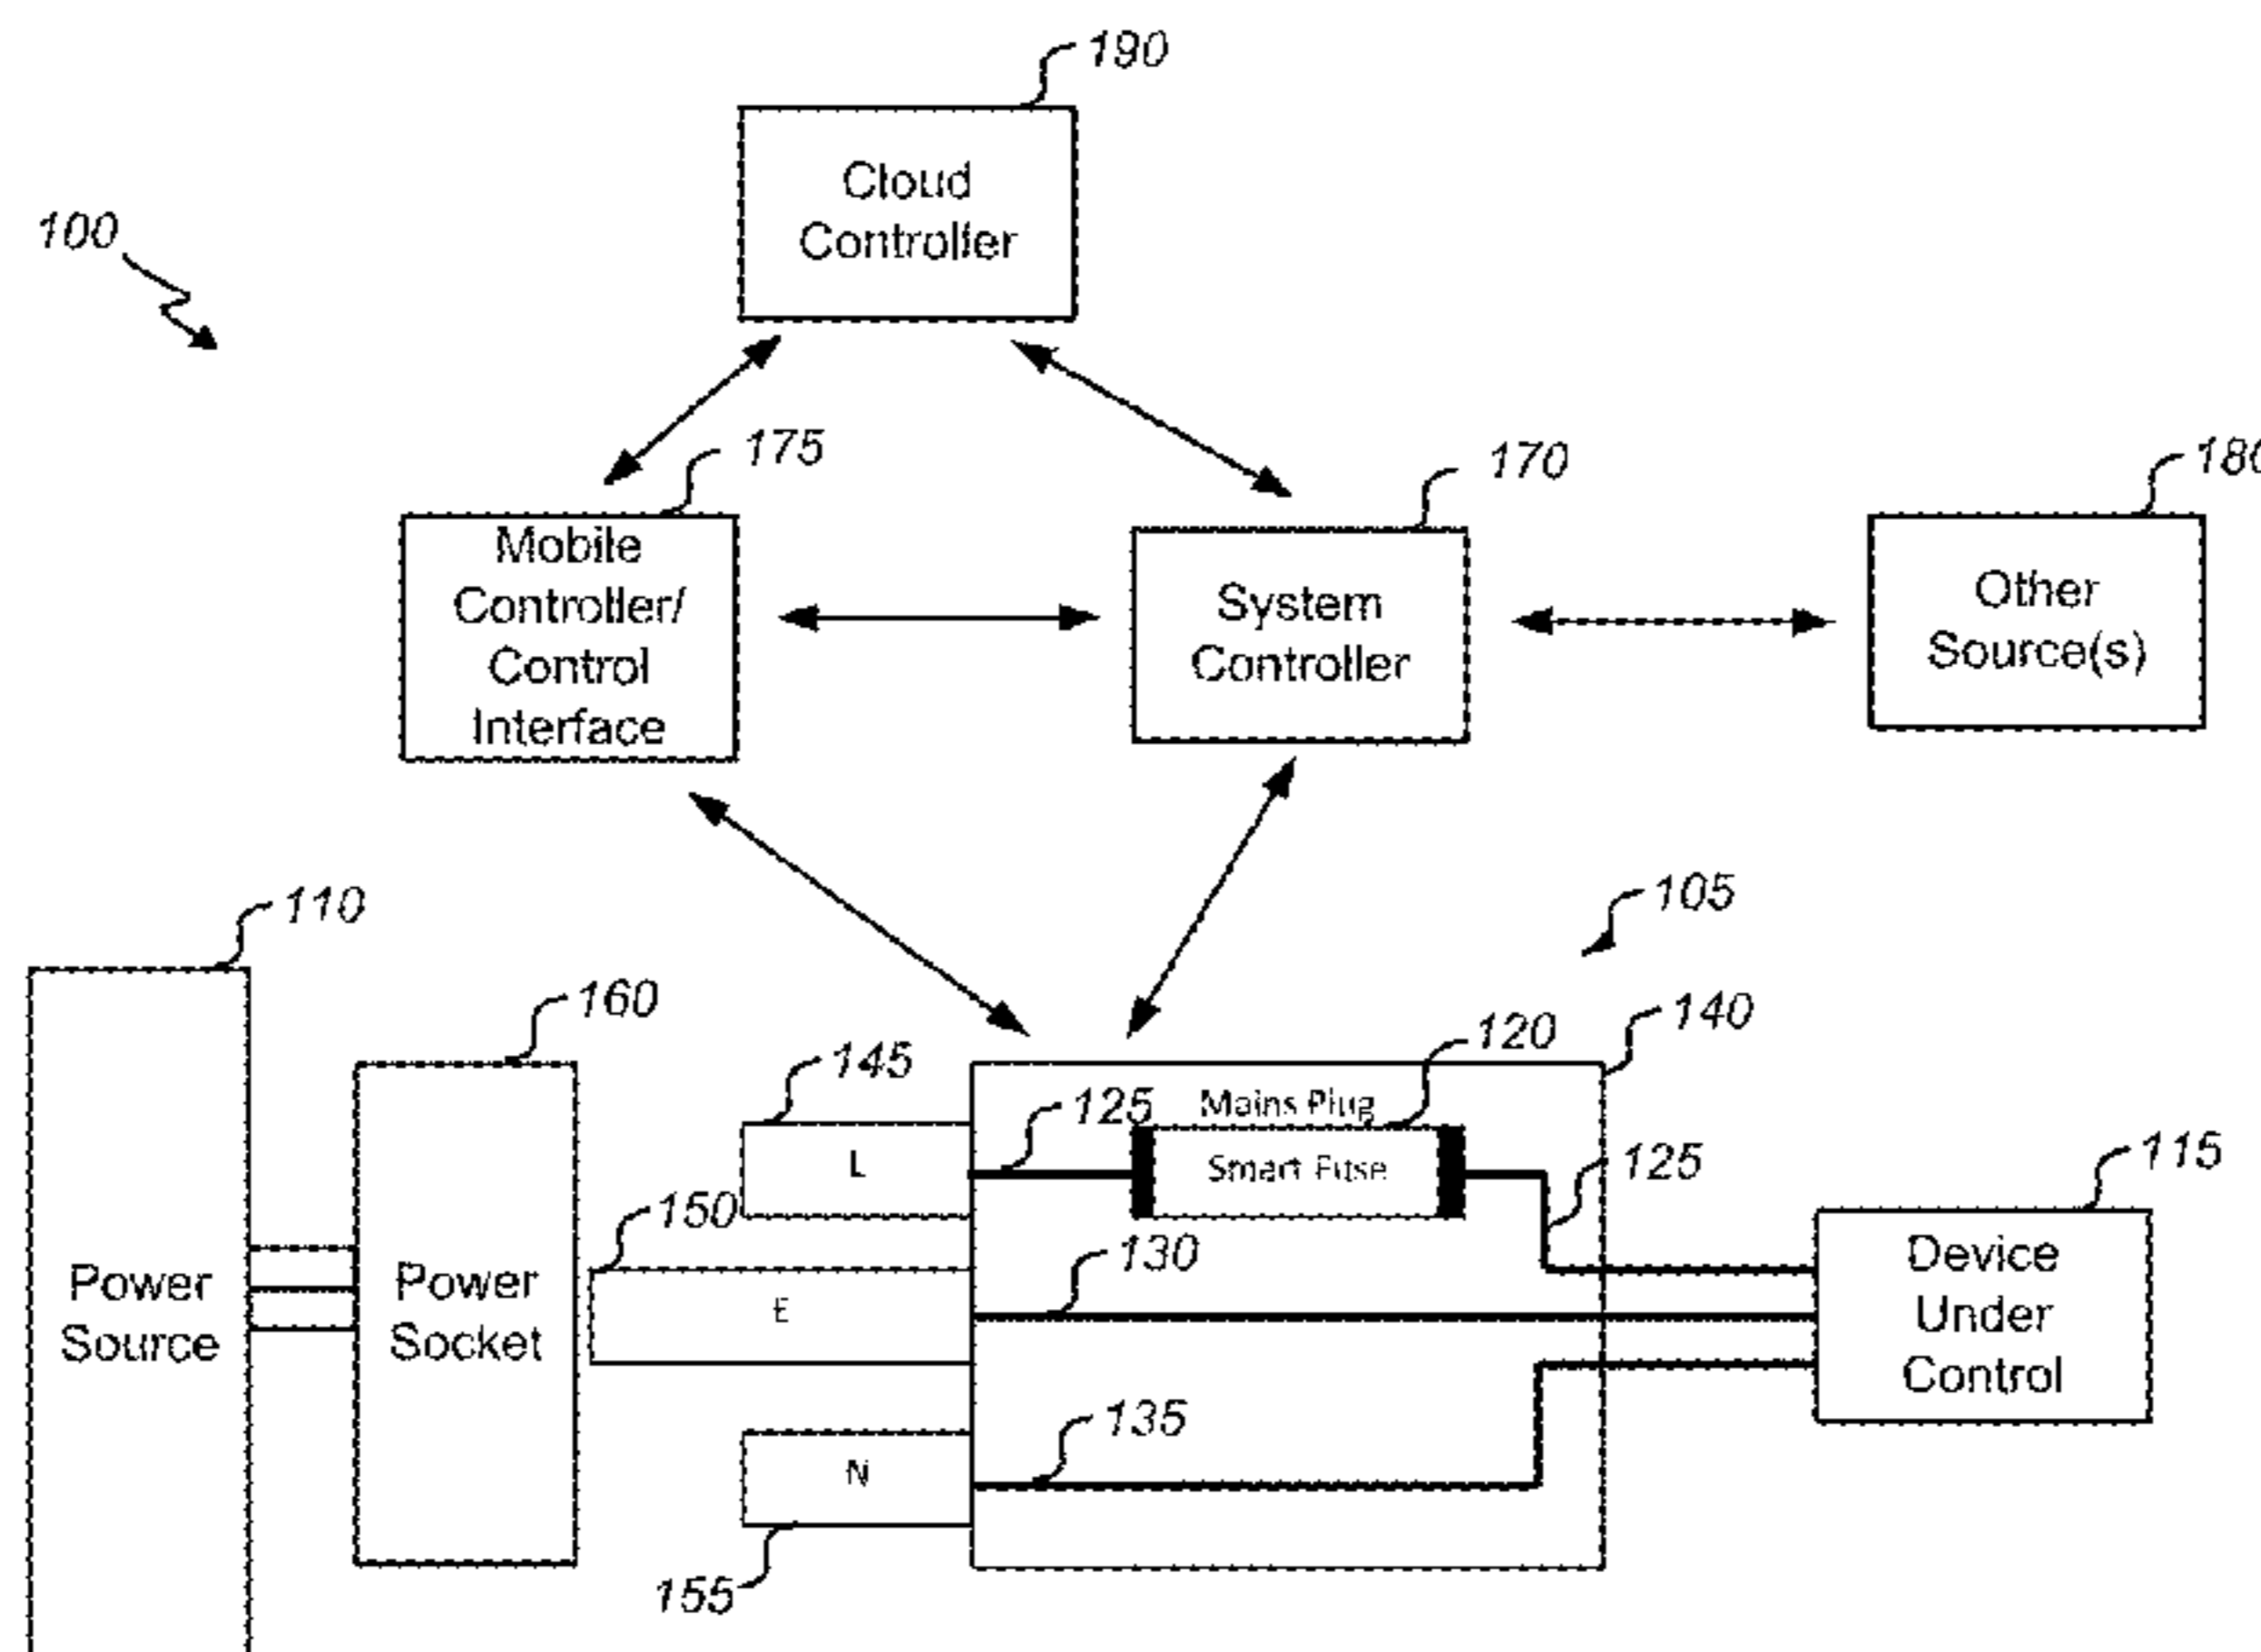 190
Cloud
Controller
100
175
Mobile
Controller/
Control
Interface
170
System
Controller
180
Other
Source(s)
105
110
Power
Source
160
Power
Socket
145
L
150
E
N
155
140
Mains Plug
120
Smart Fuse
125
125
130
135
115
Device
Under
Control